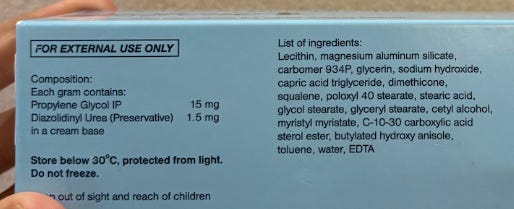 FOR EXTERNAL USE ONLY
Composition:
Each gram contains:
Propylene Glycol IP 15 mg
Diazolidinyl Urea (Preservative) 1.5 mg
in a cream base
Store below 30°C, protected from light.
Do not freeze.
out of sight and reach of children
List of ingredients:
Lecithin, magnesium aluminum silicate,
carbomer 934P, glycerin, sodium hydroxide,
capric acid triglyceride, dimethicone,
squalene, poloxyl 40 stearate, stearic acid,
glycol stearate, glyceryl stearate, cetyl alcohol,
myristyl myristate, C-10-30 carboxylic acid
sterol ester, butylated hydroxy anisole,
toluene, water, EDTA